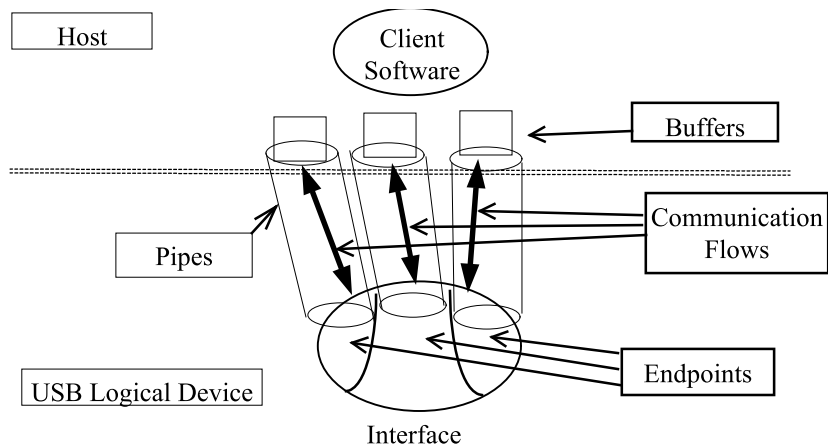 Host
Client
Software
Buffers
Communication
Flows
Pipes
Endpoints
USB Logical Device
Interface